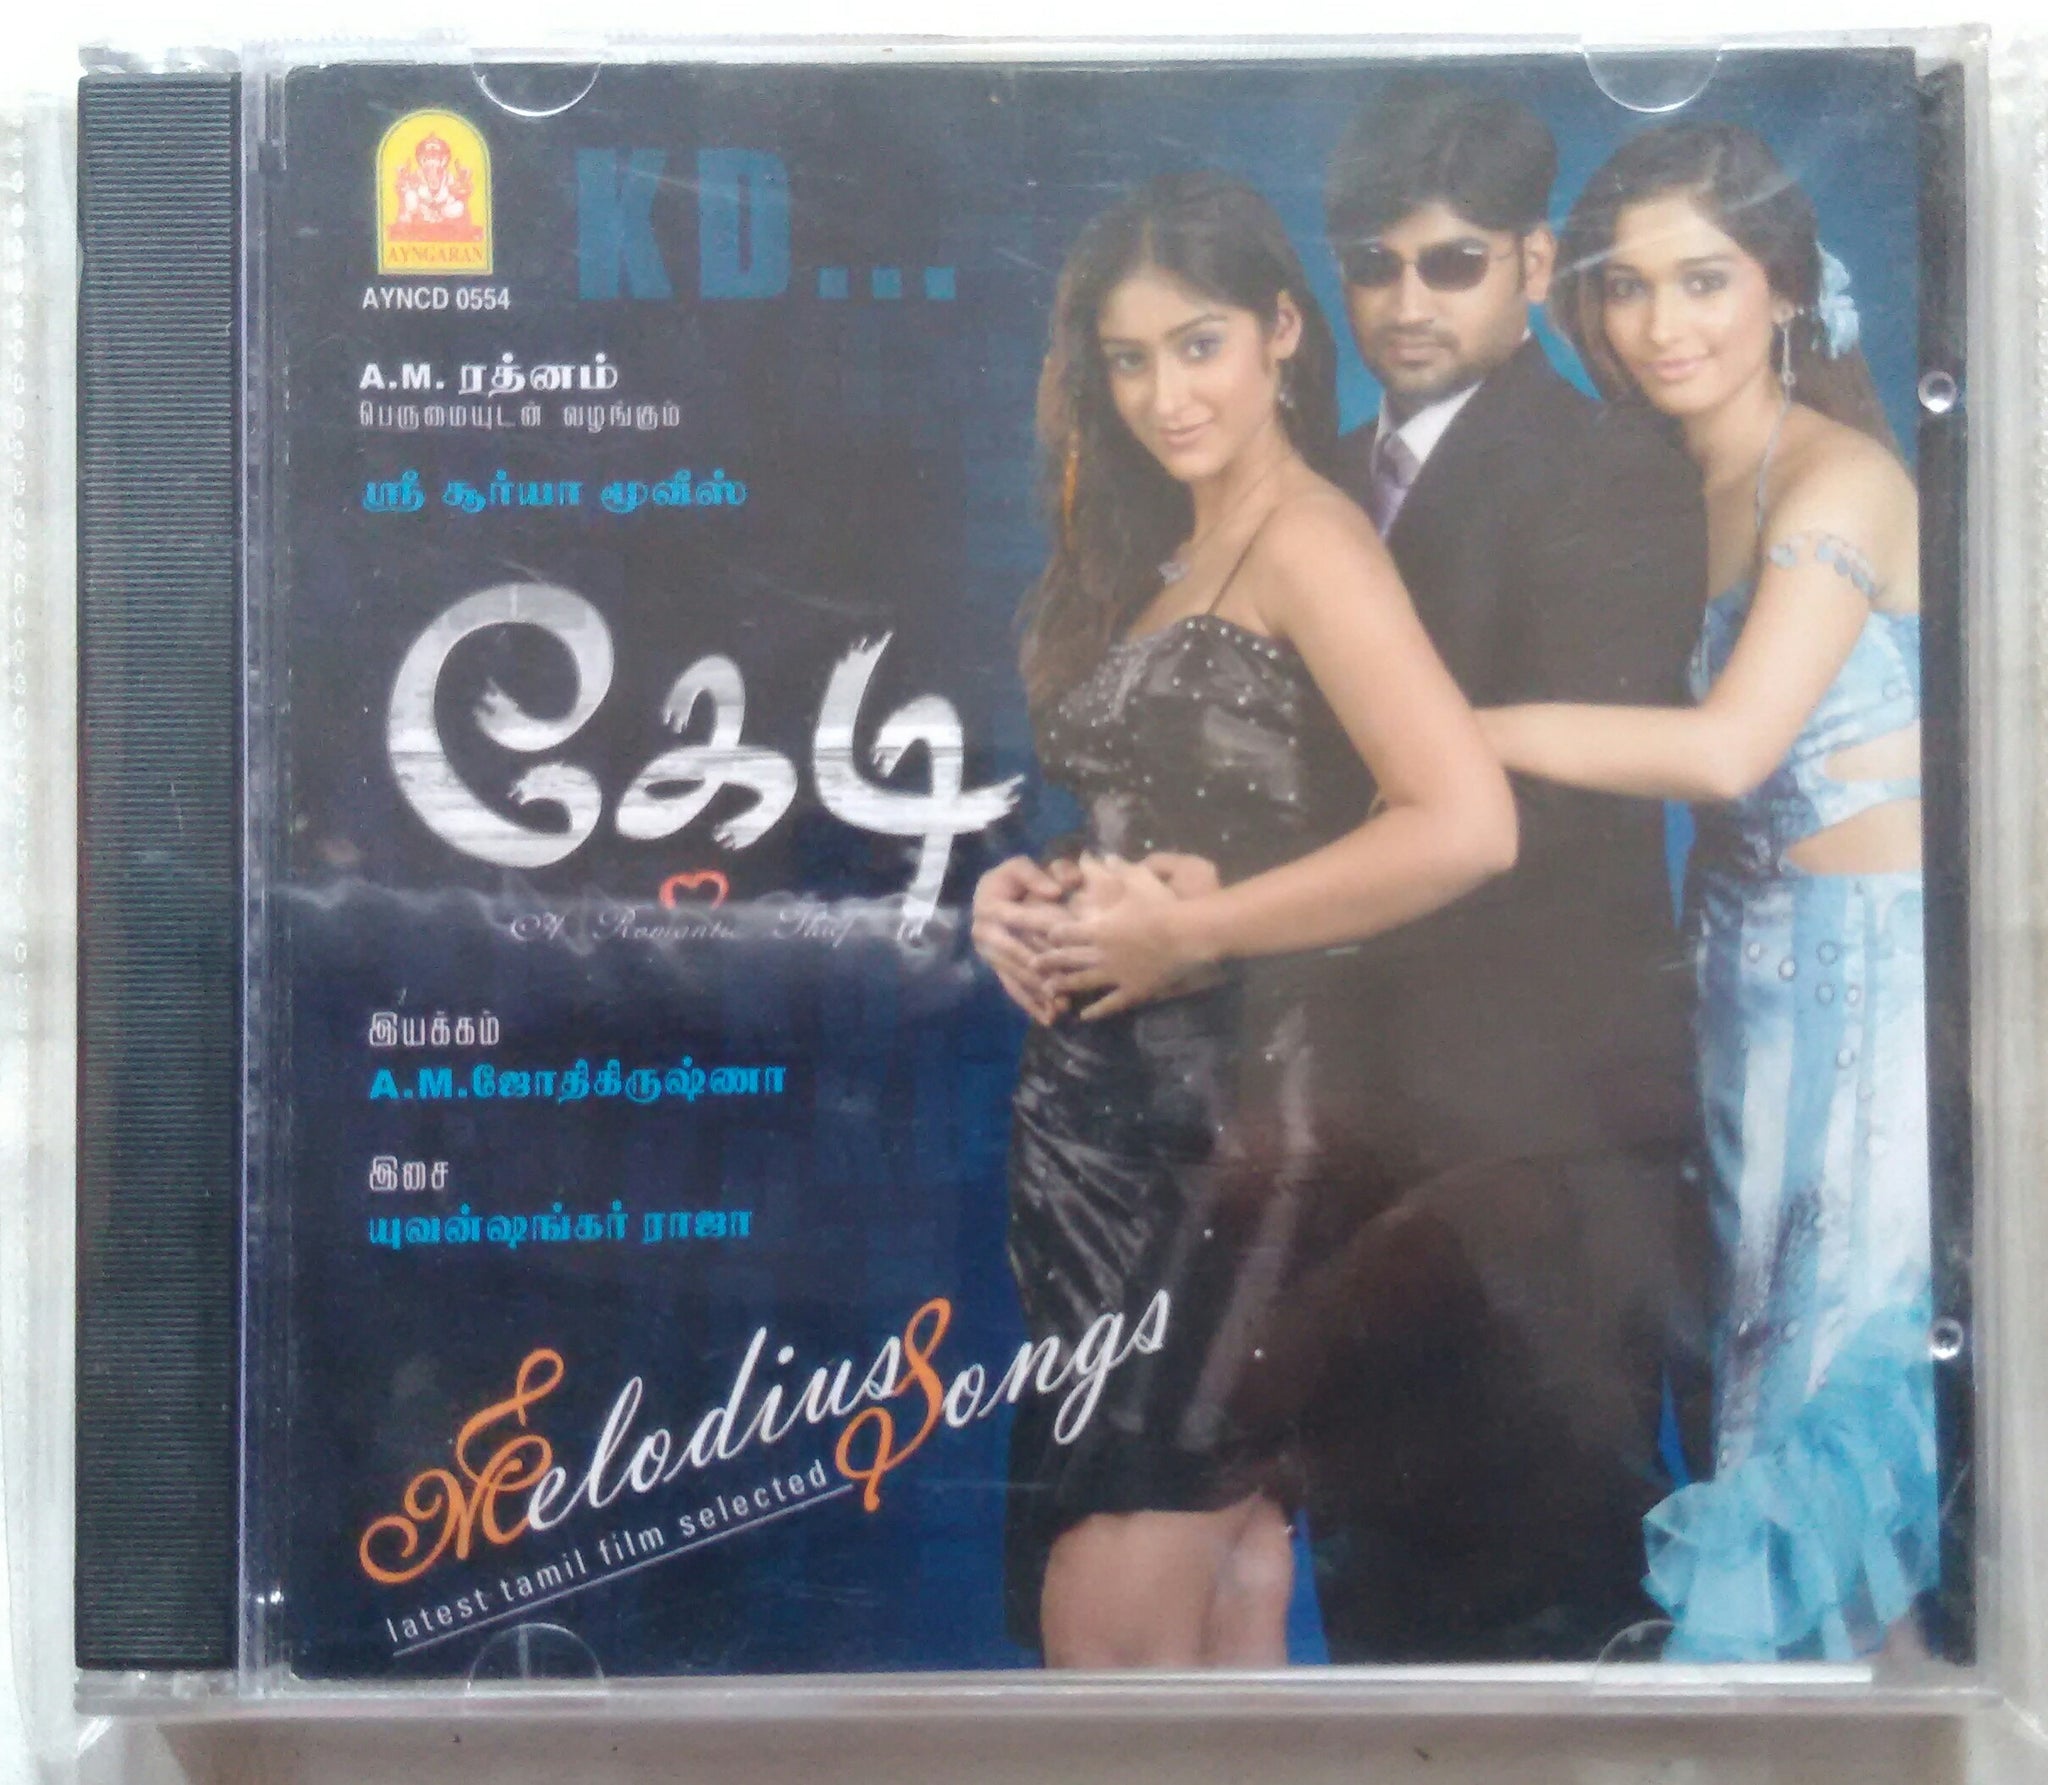 AYNGARAN
AYNCD 0554
KD...
A.M. ரத்னம்
பெருமையுடன் வழங்கும்
ஸ்ரீ சூர்யா மூவீஸ்
கேடி
A Romantic Thief
இயக்கம்
A.M.ஜோதிகிருஷ்ணா
இசை
யுவன்ஷங்கர் ராஜா
Melodius Songs
latest tamil film selected